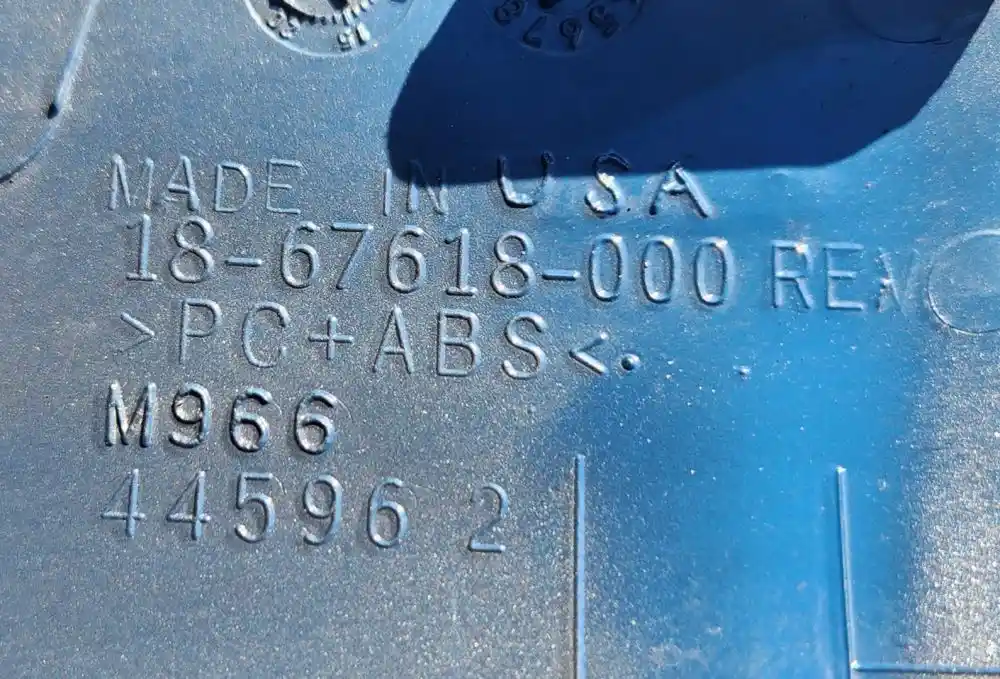 MADE IN USA
18-67618-000 REV
>PC+ABS<
M966
44596 2